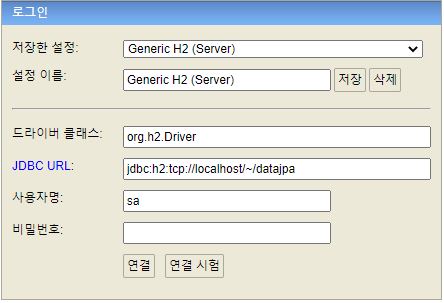 로그인
저장한 설정: Generic H2 (Server)
설정 이름: Generic H2 (Server) 저장 삭제
드라이버 클래스: org.h2.Driver
JDBC URL: jdbc:h2:tcp://localhost/~/datajpa
사용자명: sa
비밀번호:
연결 연결 시험